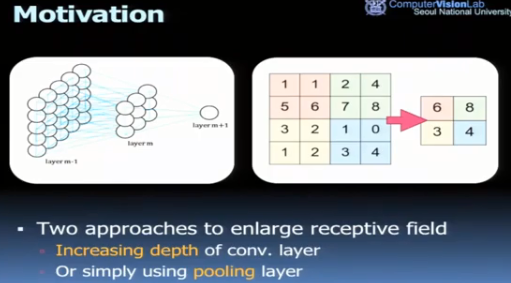 Motivation
ComputerVisionLab
Seoul National University
layer m-1
layer m
layer m+1
1 1 2 4
5 6 7 8
3 2 1 0
1 2 3 4
6 8
3 4
Two approaches to enlarge receptive field
Increasing depth of conv. layer
Or simply using pooling layer